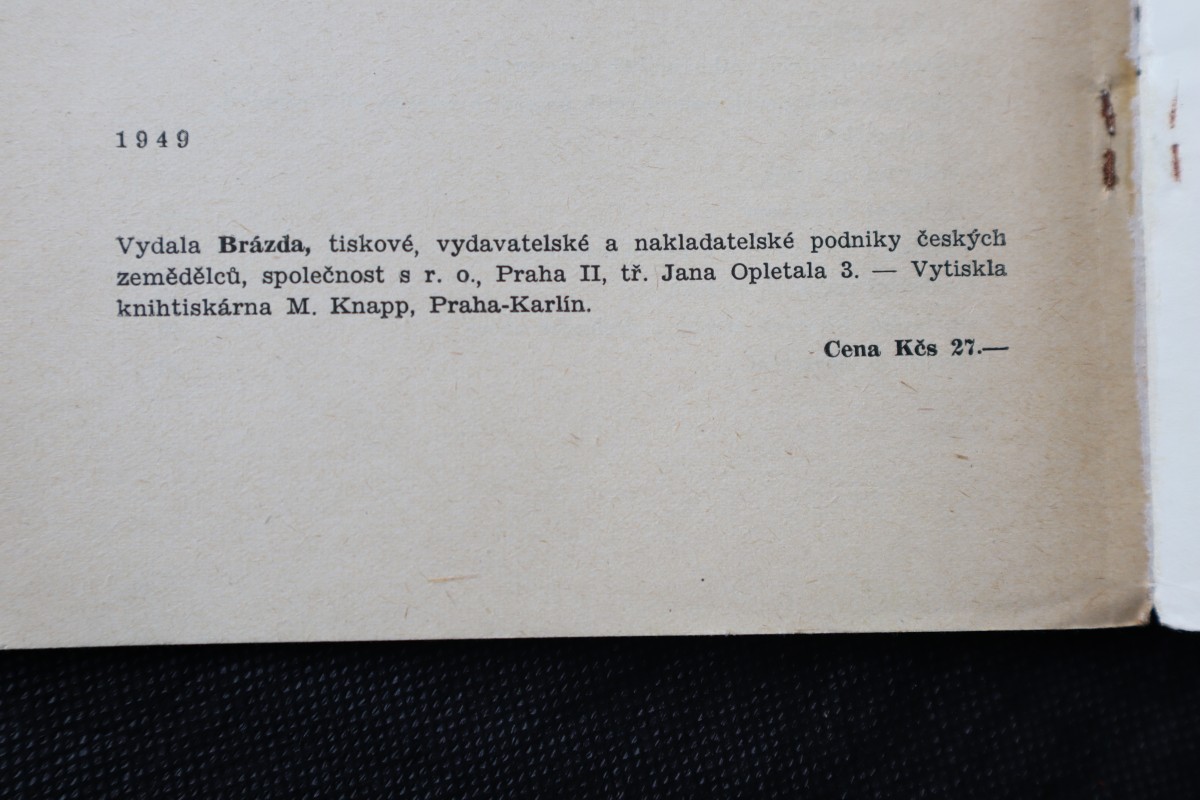 1949
Vydala Brázda, tiskové, vydavatelské a nakladatelské podniky českých
zemědělců, společnost s r. o., Praha II, tř. Jana Opletala 3. — Vytiskla
knihtiskárna M. Knapp, Praha-Karlín.
Cena Kčs 27.—